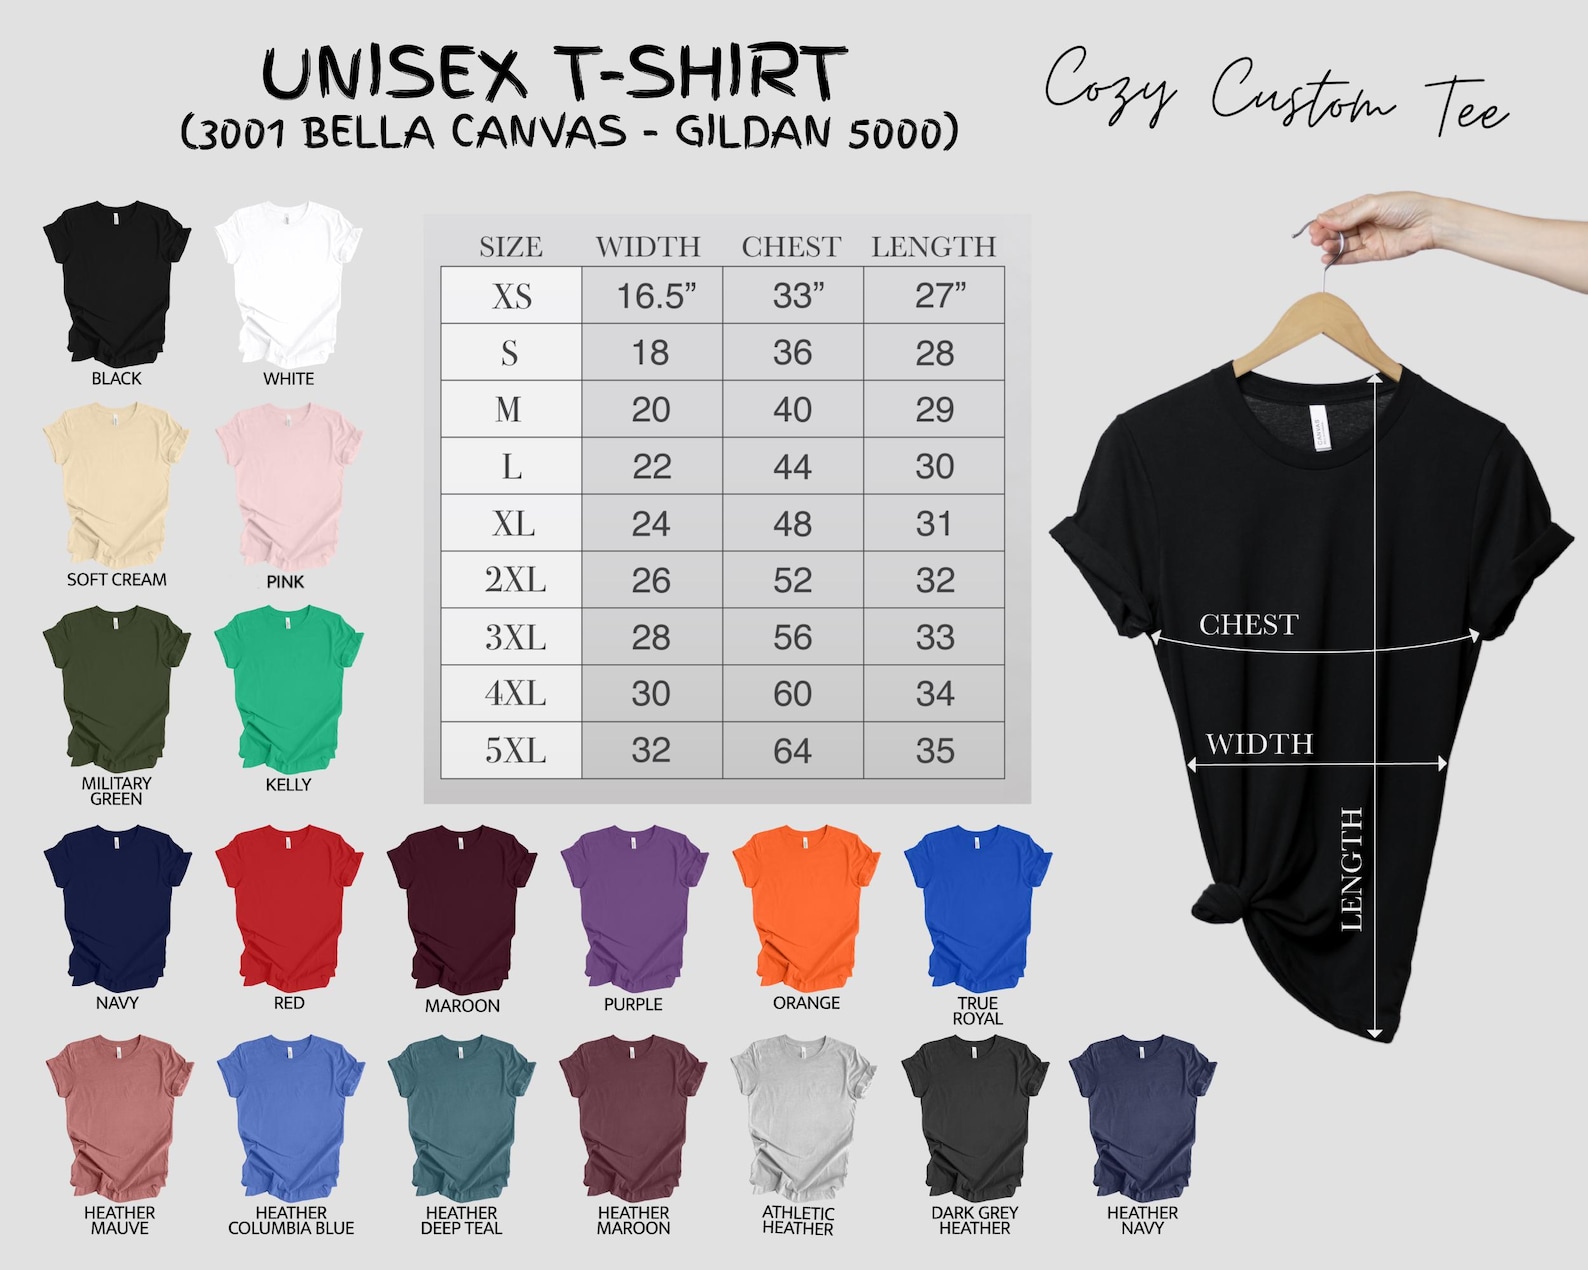 UNISEX T-SHIRT
(3001 BELLA CANVAS - GILDAN 5000)
Cozy Custom Tee
SIZE WIDTH CHEST LENGTH
XS 16.5” 33” 27”
S 18 36 28
M 20 40 29
L 22 44 30
XL 24 48 31
2XL 26 52 32
3XL 28 56 33
4XL 30 60 34
5XL 32 64 35
BLACK
WHITE
SOFT CREAM
PINK
MILITARY
GREEN
KELLY
NAVY
RED
MAROON
PURPLE
ORANGE
TRUE
ROYAL
HEATHER
MAUVE
HEATHER
COLUMBIA BLUE
HEATHER
DEEP TEAL
HEATHER
MAROON
ATHLETIC
HEATHER
DARK GREY
HEATHER
HEATHER
NAVY
CANVAS
CHEST
WIDTH
LENGTH